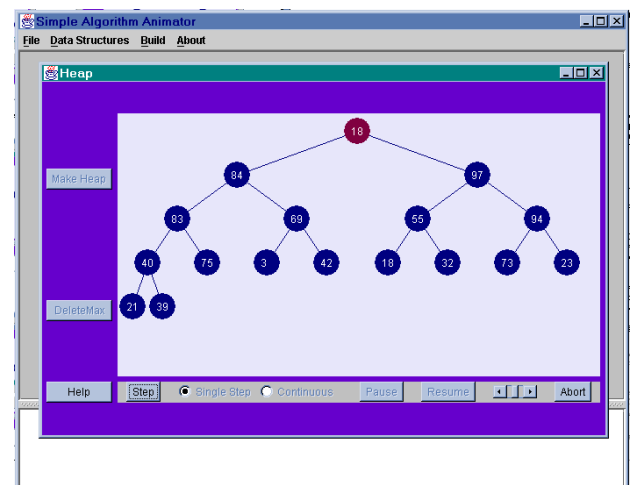 Simple Algorithm Animator
File Data Structures Build About
Heap
18
84 97
Make Heap
83 69 55 94
40 75 3 42 18 32 73 23
DeleteMax 21 39
Help Step Single Step Continuous Pause Resume Abort